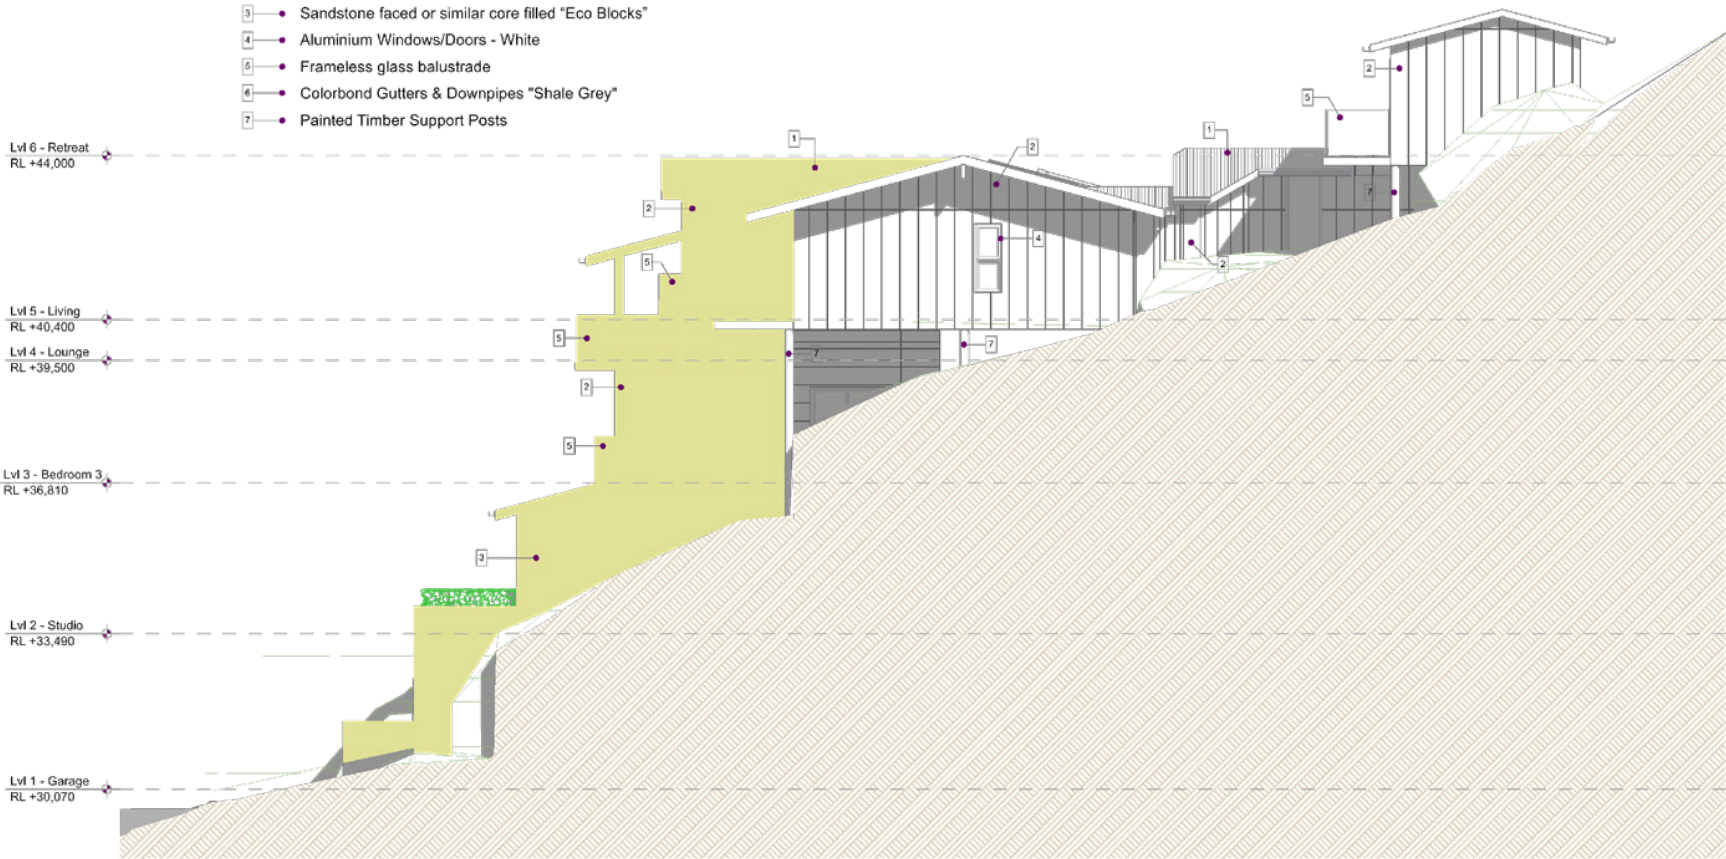 3 Sandstone faced or similar core filled "Eco Blocks"
4 Aluminium Windows/Doors - White
5 Frameless glass balustrade
6 Colorbond Gutters & Downpipes "Shale Grey"
7 Painted Timber Support Posts
2
5
1
1
2
Lvl 6 - Retreat
RL +44,000
7
2
4
2
5
Lvl 5 - Living
RL +40,400
5
7
7
Lvl 4 - Lounge
RL +39,500
2
5
Lvl 3 - Bedroom 3
RL +36,810
3
Lvl 2 - Studio
RL +33,490
Lvl 1 - Garage
RL +30,070